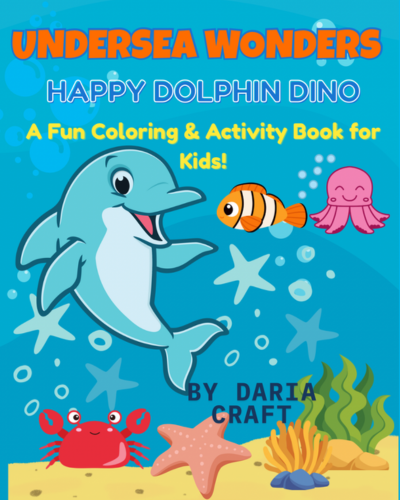 UNDERSEA WONDERS
HAPPY DOLPHIN DINO
A Fun Coloring & Activity Book for
Kids!
BY DARIA
CRAFT